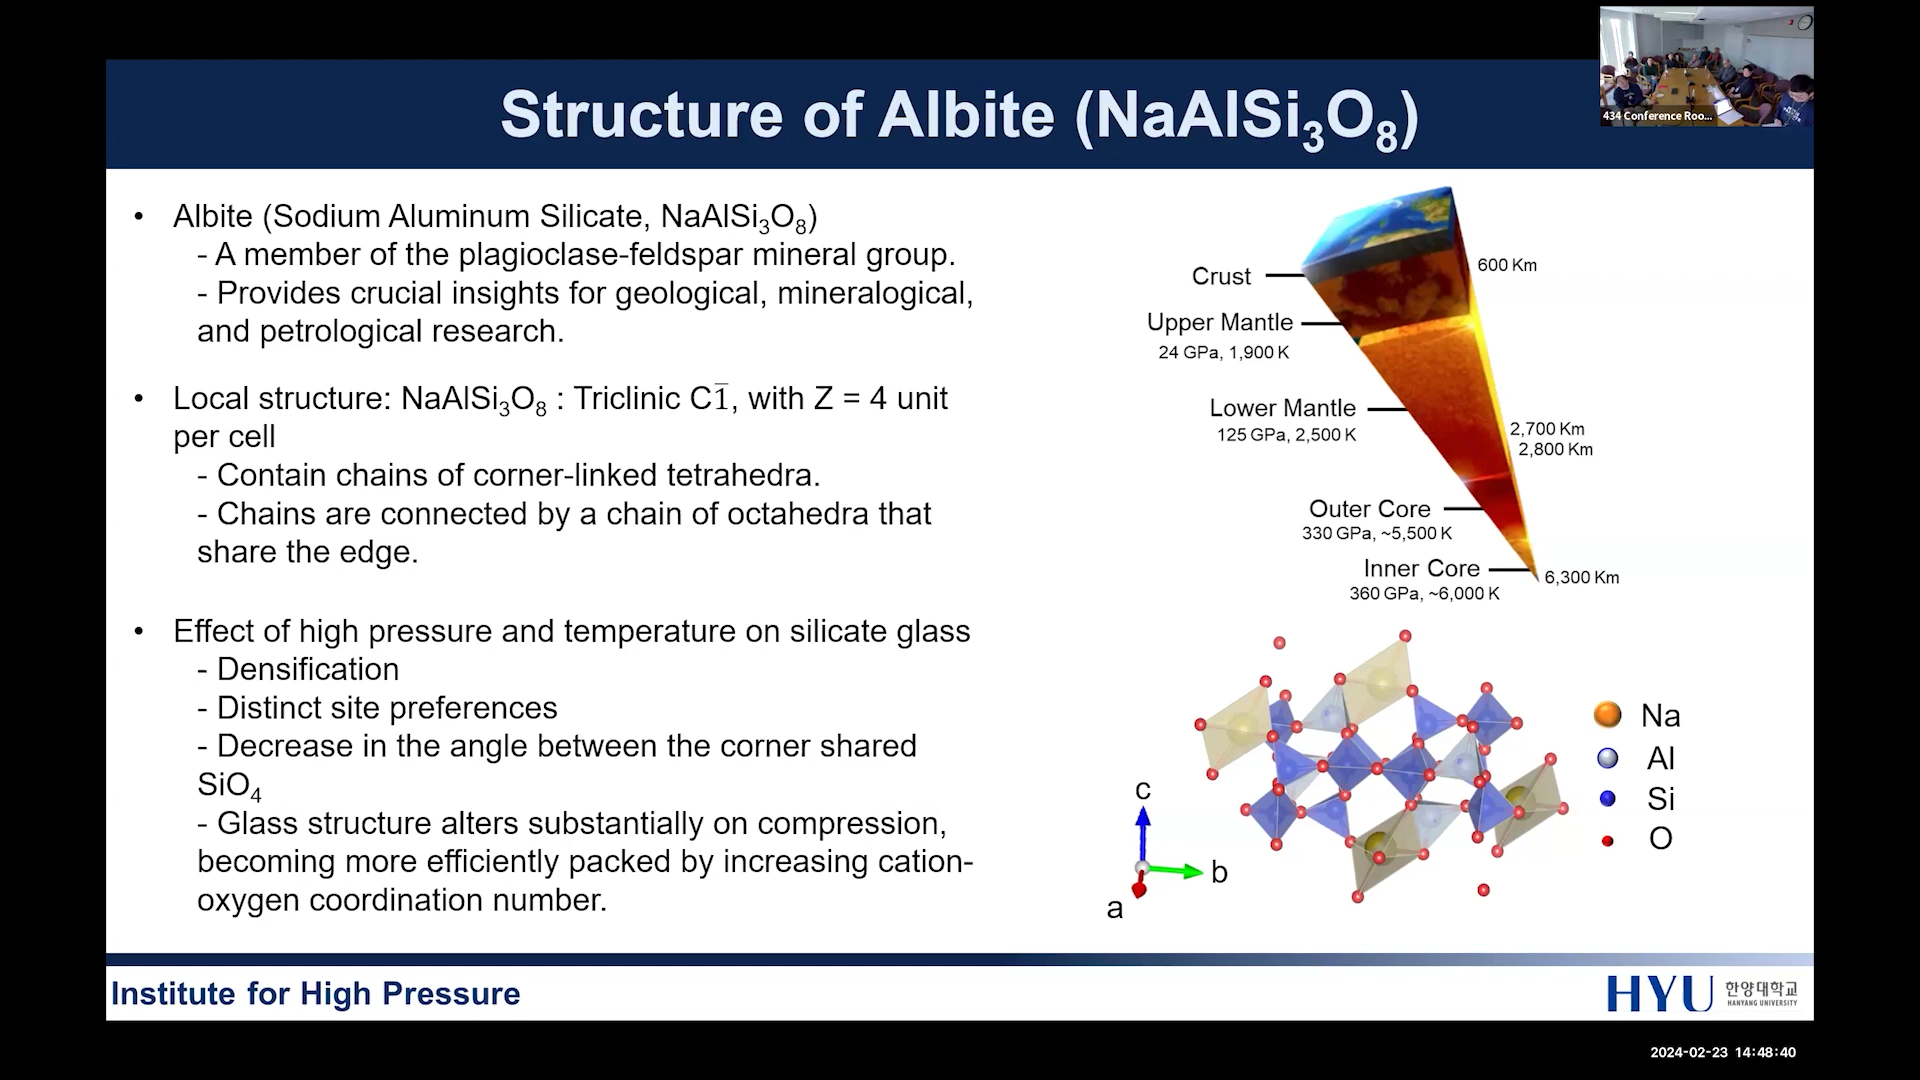 434 Conference Roo...
Structure of Albite (NaAlSi₃O₈)
• Albite (Sodium Aluminum Silicate, NaAlSi₃O₈)
- A member of the plagioclase-feldspar mineral group.
- Provides crucial insights for geological, mineralogical,
and petrological research.
• Local structure: NaAlSi₃O₈ : Triclinic C1̅, with Z = 4 unit
per cell
- Contain chains of corner-linked tetrahedra.
- Chains are connected by a chain of octahedra that
share the edge.
• Effect of high pressure and temperature on silicate glass
- Densification
- Distinct site preferences
- Decrease in the angle between the corner shared
SiO₄
- Glass structure alters substantially on compression,
becoming more efficiently packed by increasing cation-
oxygen coordination number.
Crust
600 Km
Upper Mantle
24 GPa, 1,900 K
Lower Mantle
125 GPa, 2,500 K
2,700 Km
2,800 Km
Outer Core
330 GPa, ~5,500 K
Inner Core
360 GPa, ~6,000 K
6,300 Km
c
b
a
Na
Al
Si
O
Institute for High Pressure
HYU 한양대학교
HANYANG UNIVERSITY
2024-02-23 14:48:40